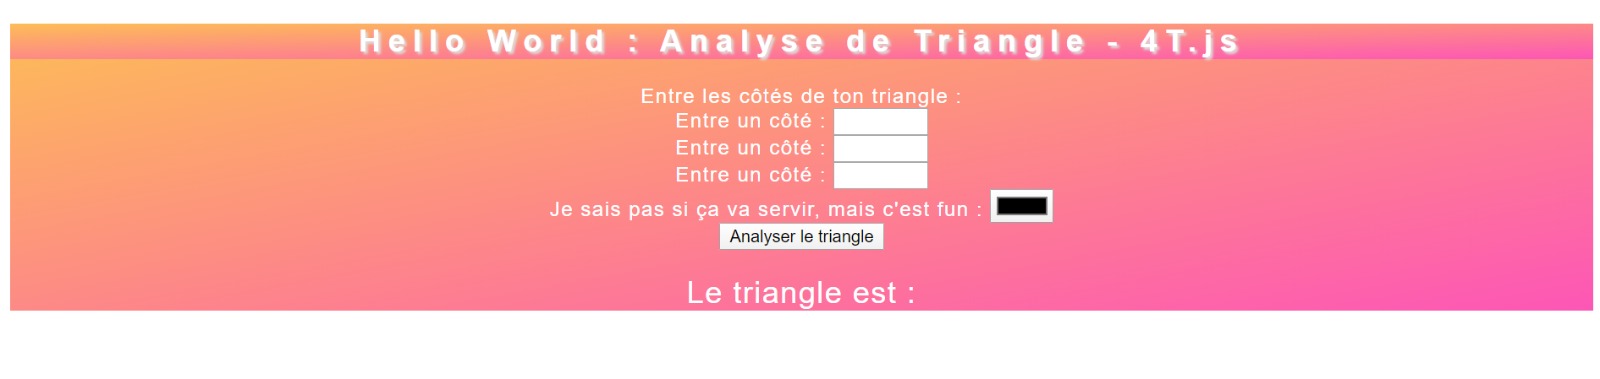 Hello World : Analyse de Triangle - 4T.js
Entre les côtés de ton triangle :
Entre un côté :
Entre un côté :
Entre un côté :
Je sais pas si ça va servir, mais c'est fun :
Analyser le triangle
Le triangle est :